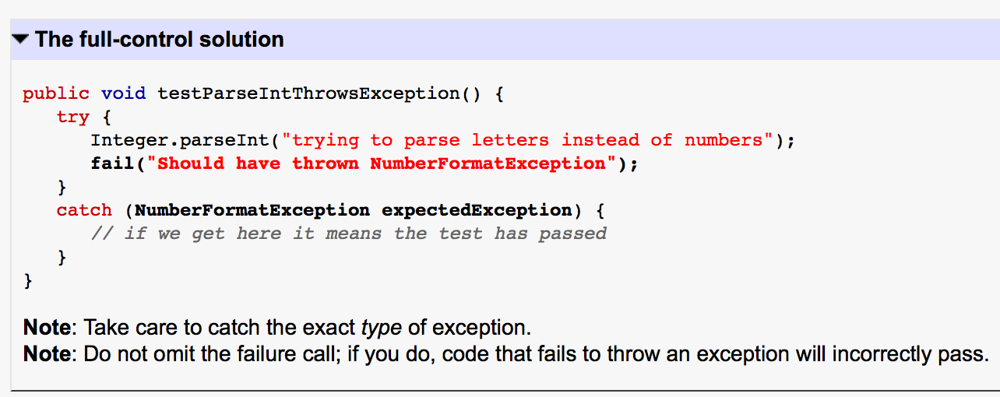 The full-control solution
public void testParseIntThrowsException() {
   try {
      Integer.parseInt("trying to parse letters instead of numbers");
      fail("Should have thrown NumberFormatException");
   }
   catch (NumberFormatException expectedException) {
      // if we get here it means the test has passed
   }
}
Note: Take care to catch the exact type of exception.
Note: Do not omit the failure call; if you do, code that fails to throw an exception will incorrectly pass.